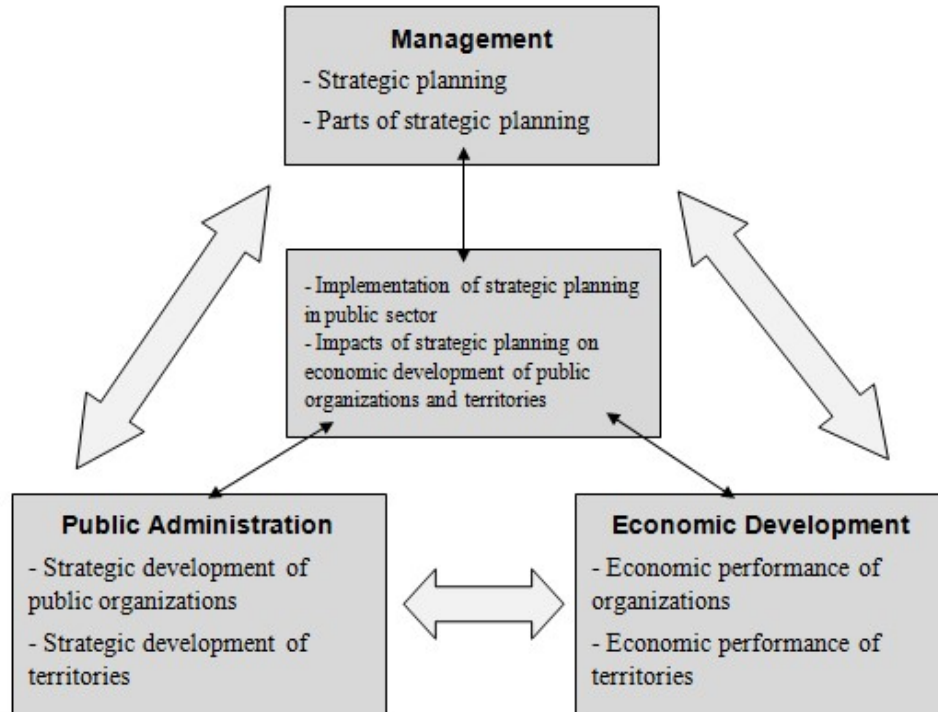 Management
- Strategic planning
- Parts of strategic planning
- Implementation of strategic planning
in public sector
- Impacts of strategic planning on
economic development of public
organizations and territories
Public Administration
- Strategic development of
public organizations
- Strategic development of
territories
Economic Development
- Economic performance of
organizations
- Economic performance of
territories